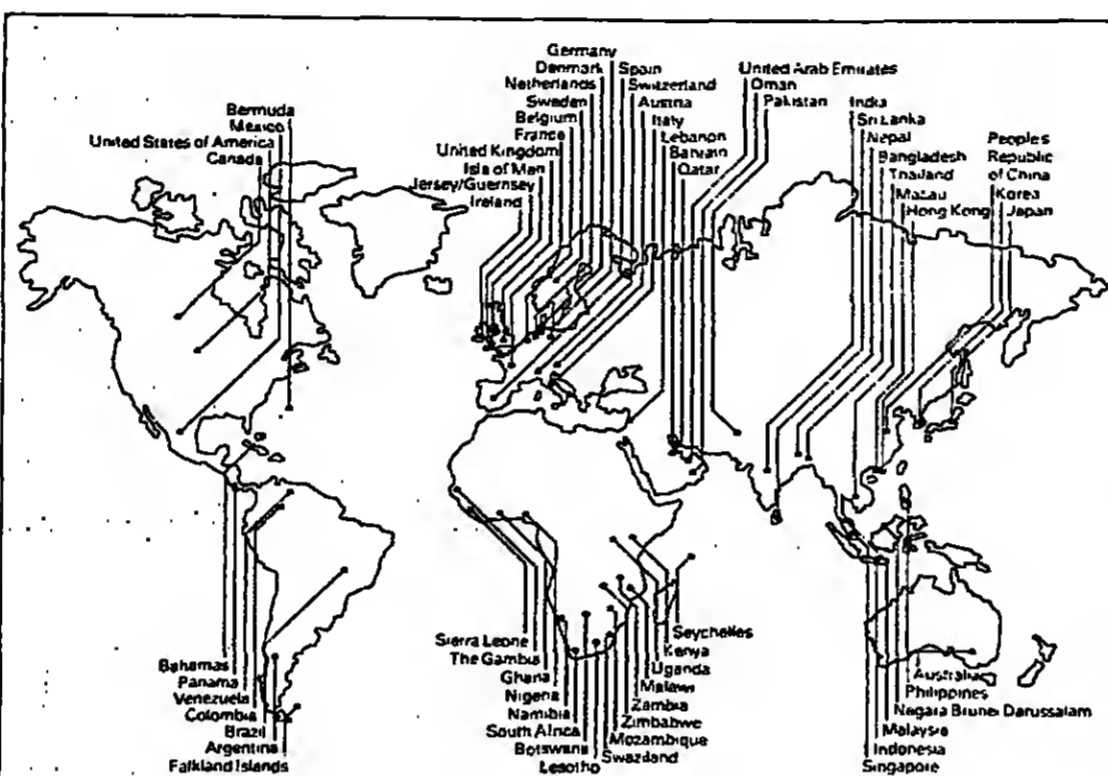 Bermuda
Mexico
United States of America
Canada
Germany
Denmark
Netherlands
Sweden
Belgium
France
United Kingdom
Isle of Man
Jersey/Guernsey
Ireland
Spain
Switzerland
Austria
Italy
Lebanon
Bahrain
Qatar
United Arab Emirates
Oman
Pakistan
India
Sri Lanka
Nepal
Bangladesh
Thailand
Macau
Hong Kong
Peoples
Republic
of China
Korea
Japan
Bahamas
Panama
Venezuela
Colombia
Brazil
Argentina
Falkland Islands
Sierra Leone
The Gambia
Ghana
Nigeria
Namibia
South Africa
Botswana
Lesotho
Seychelles
Kenya
Uganda
Malawi
Zambia
Zimbabwe
Mozambique
Swaziland
Australia
Philippines
Negara Brunei Darussalam
Malaysia
Indonesia
Singapore